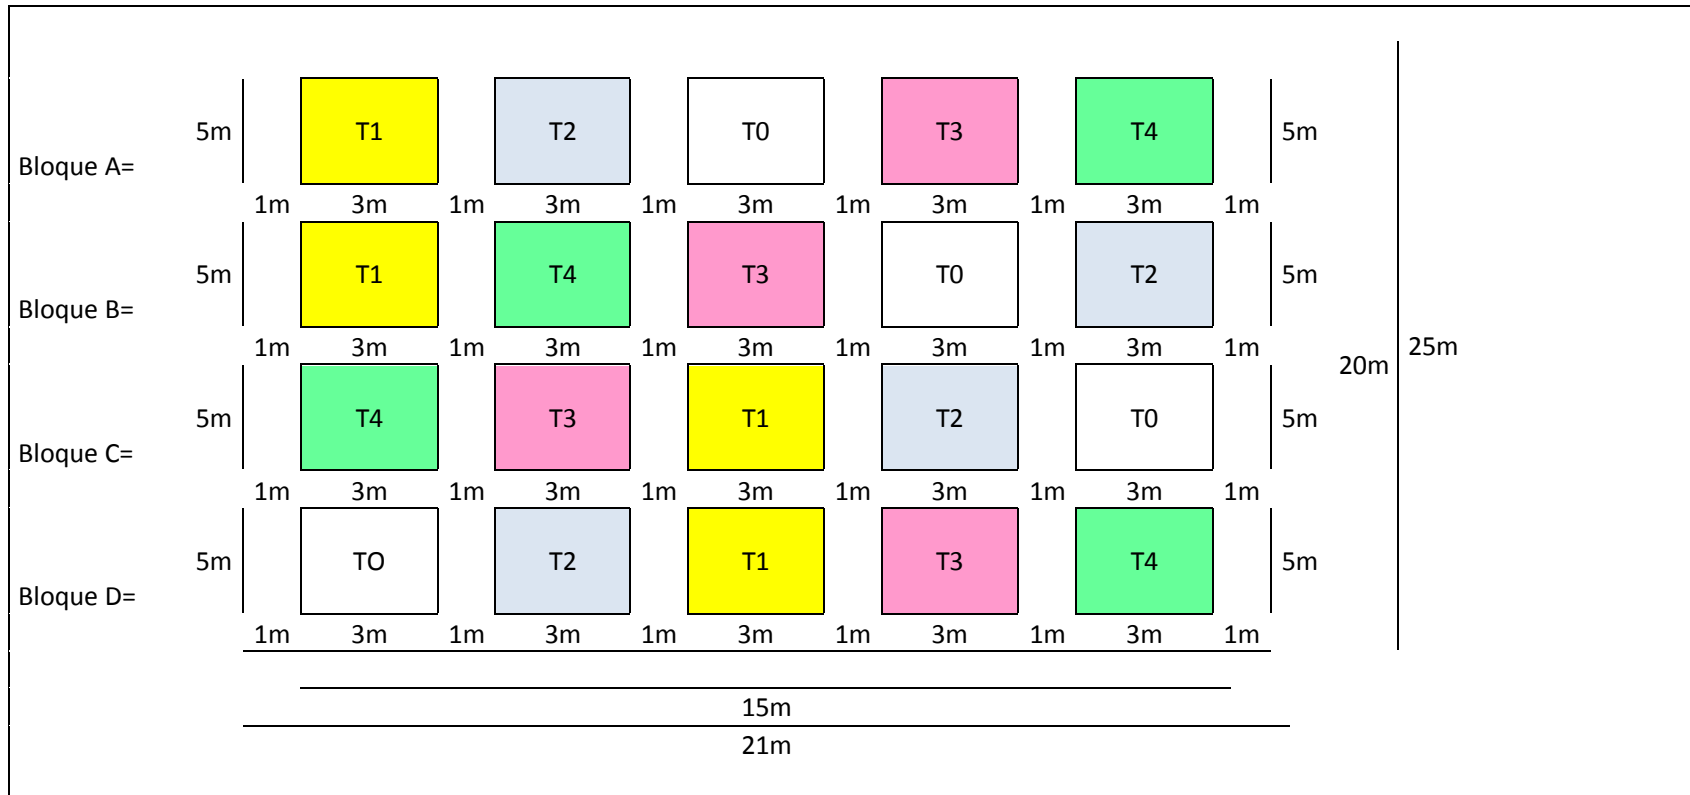 5m T1 T2 T0 T3 T4 5m
Bloque A=
1m 3m 1m 3m 1m 3m 1m 3m 1m 3m 1m
5m T1 T4 T3 T0 T2 5m
Bloque B=
1m 3m 1m 3m 1m 3m 1m 3m 1m 3m 1m
25m
20m
5m T4 T3 T1 T2 T0 5m
Bloque C=
1m 3m 1m 3m 1m 3m 1m 3m 1m 3m 1m
5m TO T2 T1 T3 T4 5m
Bloque D=
1m 3m 1m 3m 1m 3m 1m 3m 1m 3m 1m
15m
21m